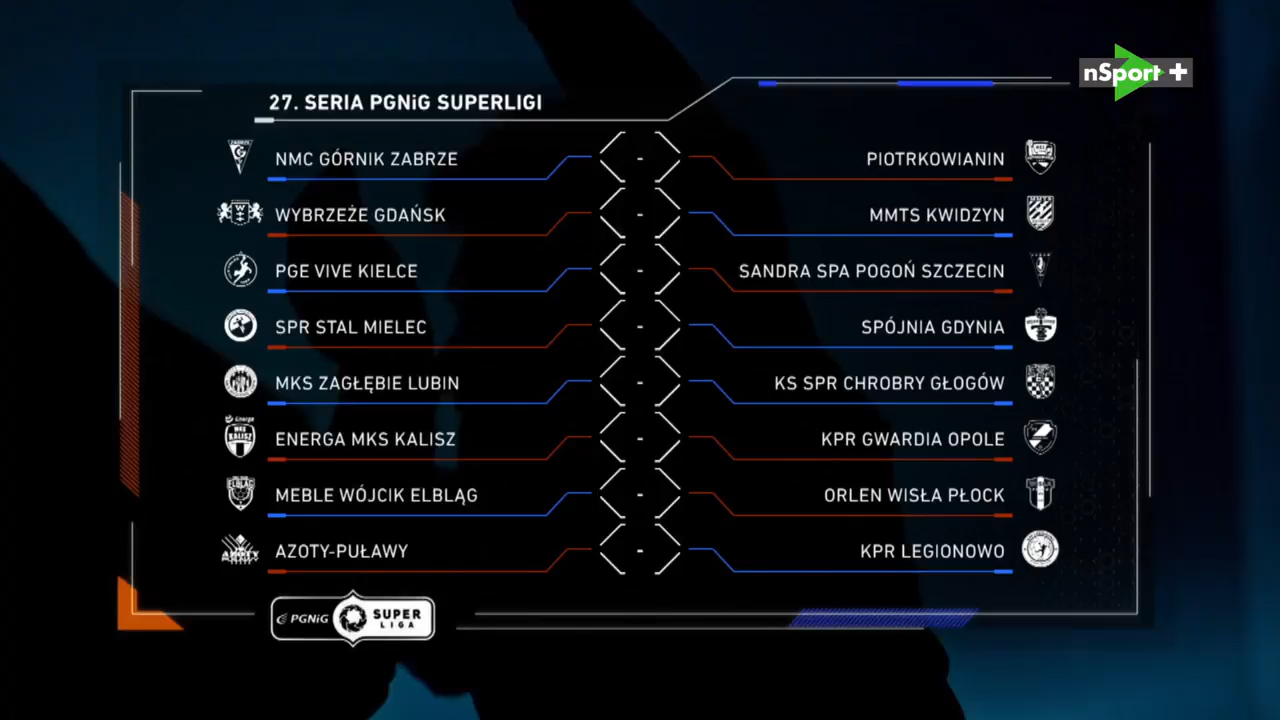 nSport +
27. SERIA PGNiG SUPERLIGI
NMC GÓRNIK ZABRZE - PIOTRKOWIANIN
WYBRZEŻE GDAŃSK - MMTS KWIDZYN
PGE VIVE KIELCE - SANDRA SPA POGOŃ SZCZECIN
SPR STAL MIELEC - SPÓJNIA GDYNIA
MKS ZAGŁĘBIE LUBIN - KS SPR CHROBRY GŁOGÓW
ENERGA MKS KALISZ - KPR GWARDIA OPOLE
MEBLE WÓJCIK ELBLĄG - ORLEN WISŁA PŁOCK
AZOTY-PUŁAWY - KPR LEGIONOWO
PGNiG SUPER
LIGA